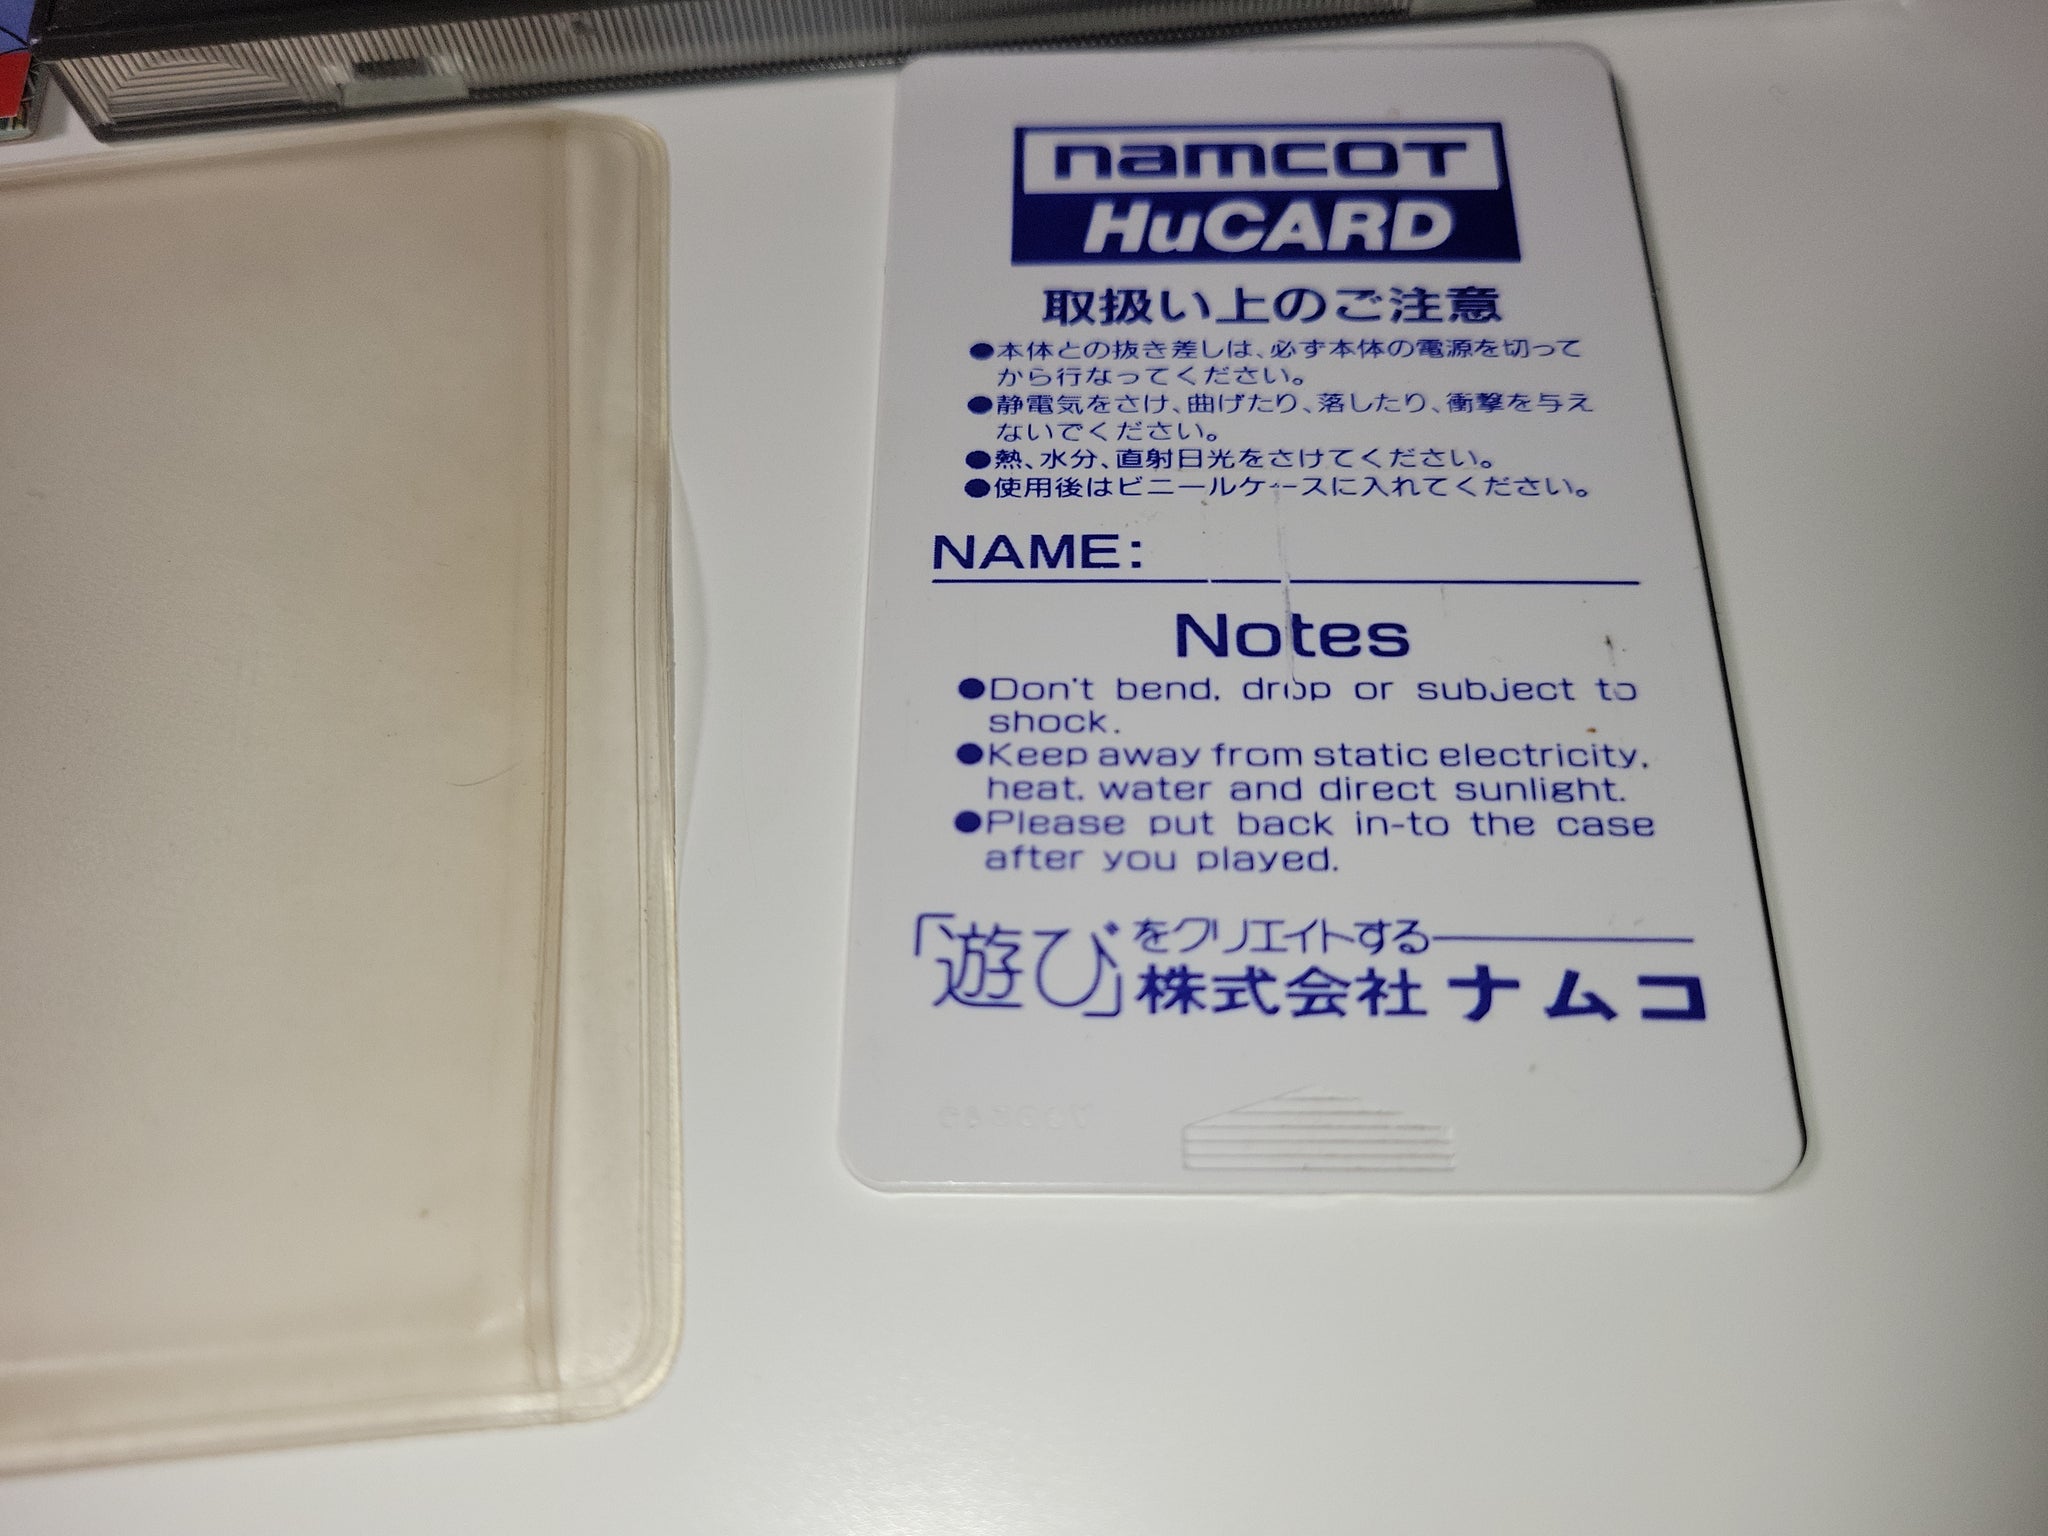 namcoT
HuCARD
取扱い上のご注意
●本体との抜き差しは、必ず本体の電源を切って
から行なってください。
●静電気をさけ、曲げたり、落したり、衝撃を与え
ないでください。
●熱、水分、直射日光をさけてください。
●使用後はビニールケースに入れてください。
NAME:
Notes
●Don't bend, drop or subject to
shock.
●Keep away from static electricity,
heat, water and direct sunlight.
●Please put back in-to the case
after you played.
「遊び」をクリエイトする
株式会社ナムコ